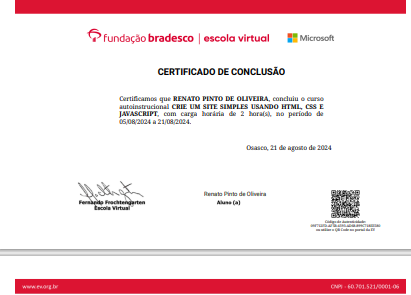 fundação bradesco | escola virtual
Microsoft
CERTIFICADO DE CONCLUSÃO
Certificamos que RENATO PINTO DE OLIVEIRA, concluiu o curso
autoinstrucional CRIE UM SITE SIMPLES USANDO HTML, CSS E
JAVASCRIPT, com carga horária de 2 hora(s), no período de
05/08/2024 a 21/08/2024.
Osasco, 21 de agosto de 2024
Fernando Frochtengarten
Escola Virtual
Renato Pinto de Oliveira
Aluno (a)
Código de Autenticidade
ou utilize o QR Code no portal da EV
www.ev.org.br
CNPJ - 60.701.521/0001-06